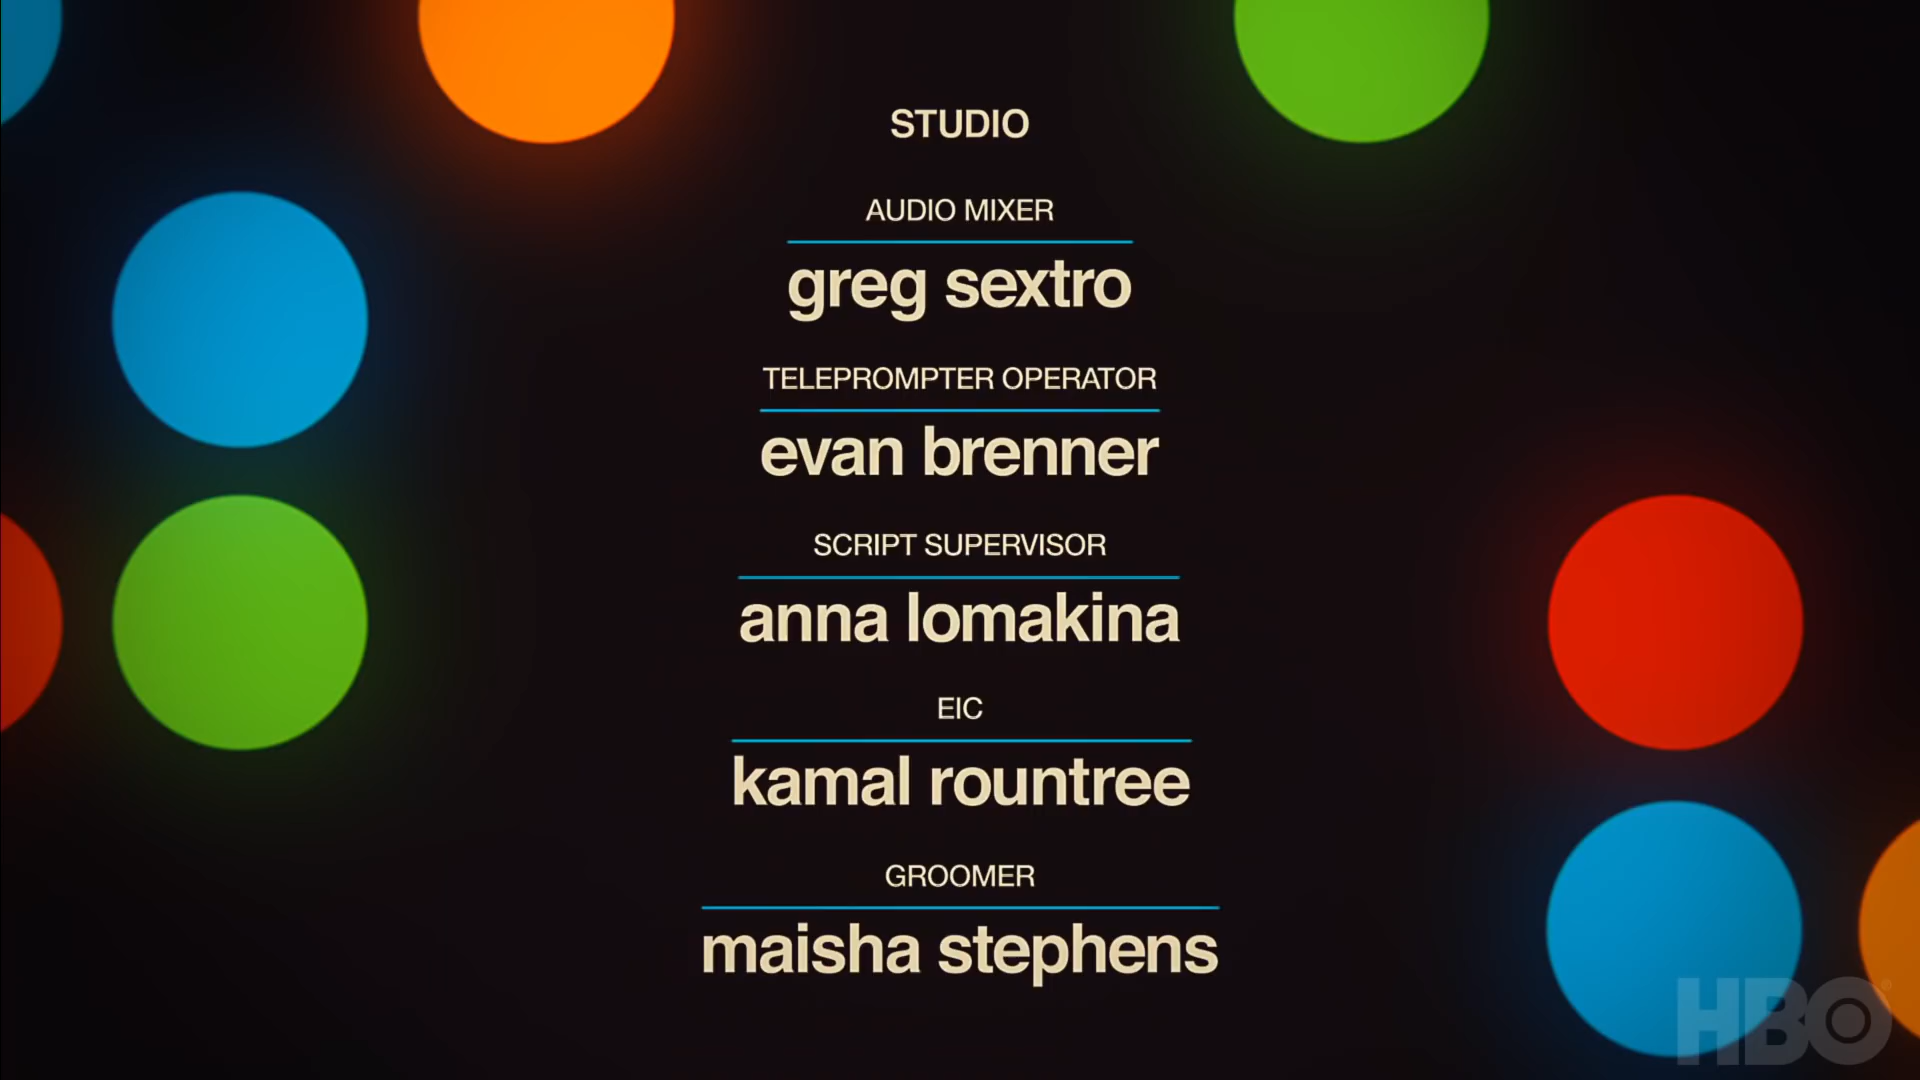 STUDIO
AUDIO MIXER
greg sextro
TELEPROMPTER OPERATOR
evan brenner
SCRIPT SUPERVISOR
anna lomakina
EIC
kamal rountree
GROOMER
maisha stephens
HBO®